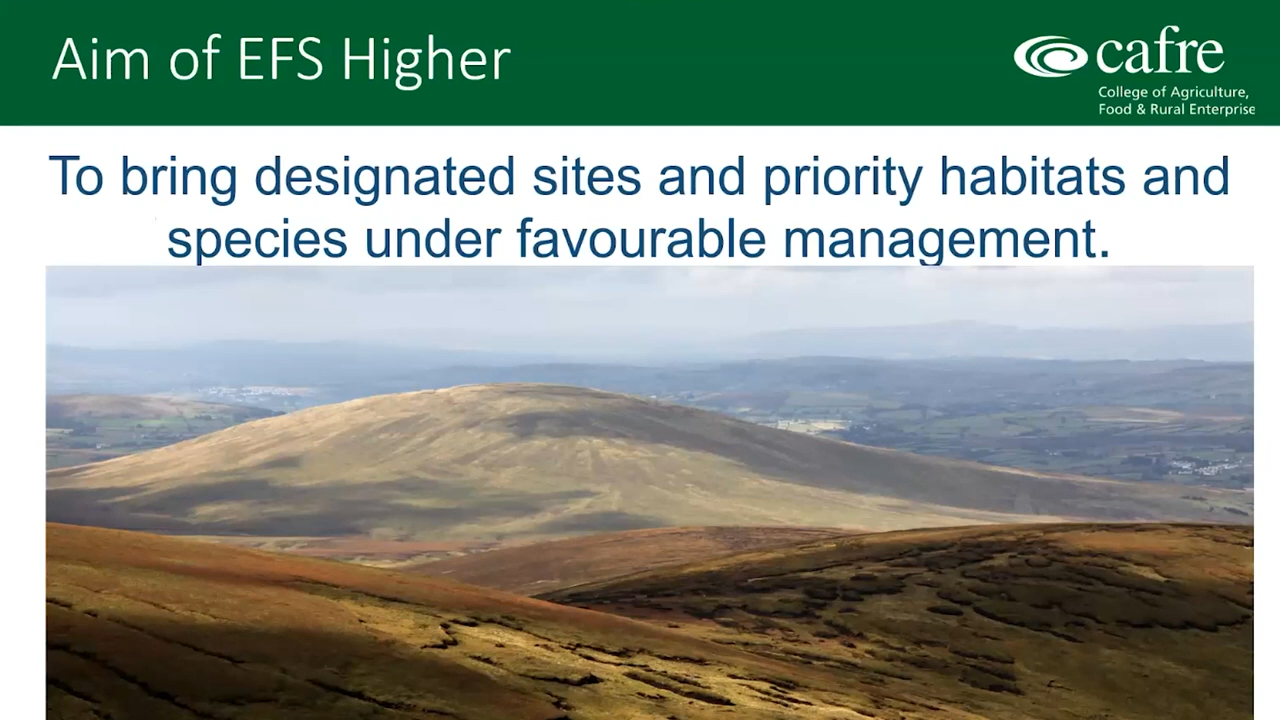 Aim of EFS Higher
cafre
College of Agriculture,
Food & Rural Enterprise
To bring designated sites and priority habitats and
species under favourable management.